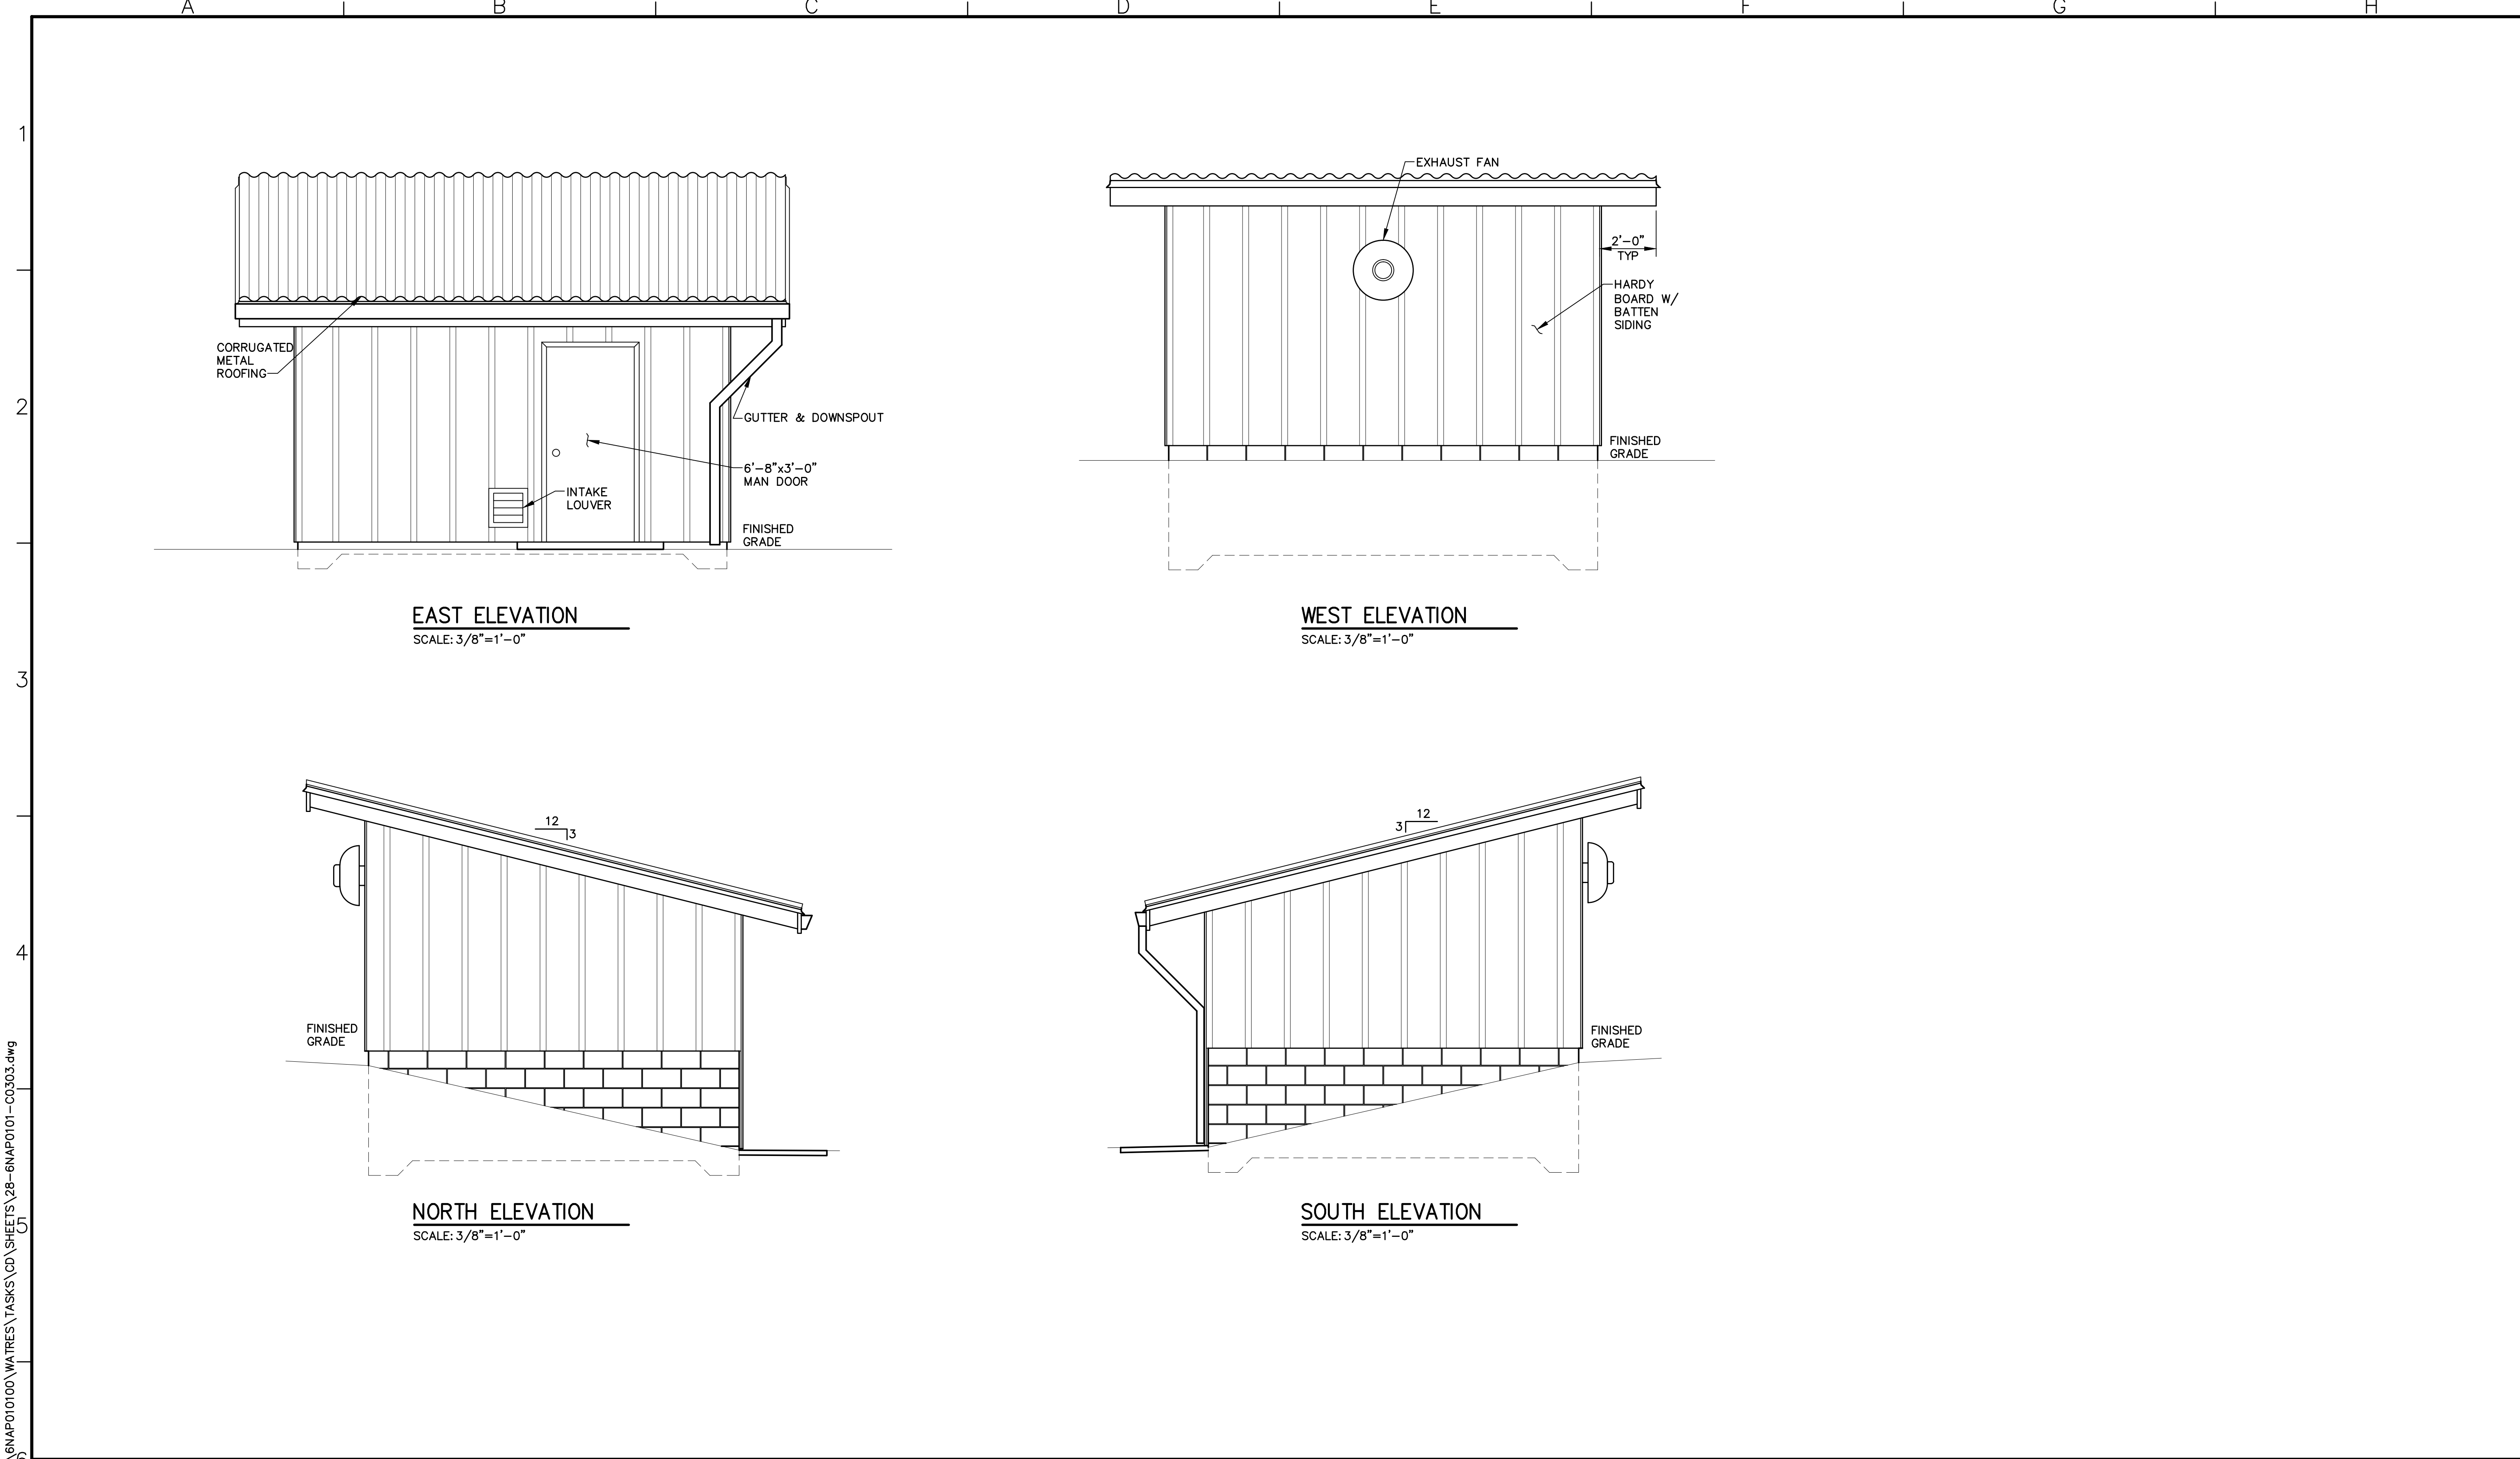 A B C D E F G H
1
EXHAUST FAN
2'-0"
TYP
HARDY
BOARD W/
BATTEN
SIDING
CORRUGATED
METAL
ROOFING
2
GUTTER & DOWNSPOUT
6'-8"x3'-0"
MAN DOOR
INTAKE
LOUVER
FINISHED
GRADE
FINISHED
GRADE
EAST ELEVATION
SCALE: 3/8"=1'-0"
WEST ELEVATION
SCALE: 3/8"=1'-0"
3
12
3
12
3
4
FINISHED
GRADE
FINISHED
GRADE
NORTH ELEVATION
SCALE: 3/8"=1'-0"
SOUTH ELEVATION
SCALE: 3/8"=1'-0"
5
\6NAP010100\WATRES\TASKS\CD\SHEETS\28-6NAP0101-C0303.dwg
6